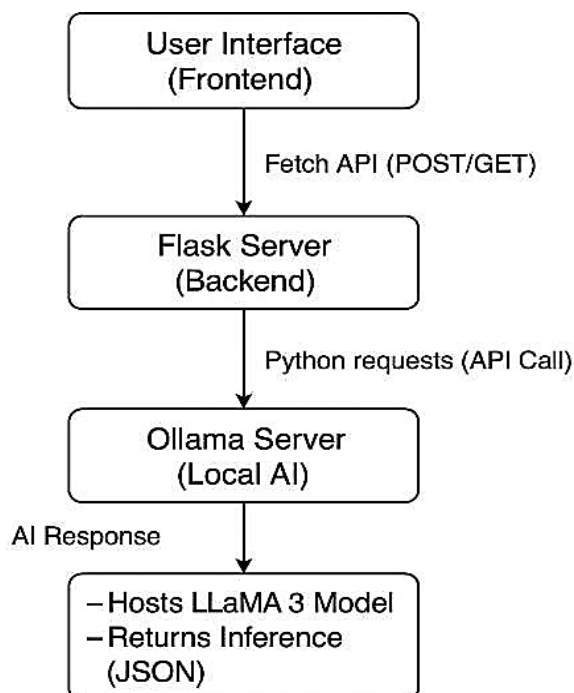 User Interface
(Frontend)
Fetch API (POST/GET)
Flask Server
(Backend)
Python requests (API Call)
Ollama Server
(Local AI)
AI Response
– Hosts LLaMA 3 Model
– Returns Inference
(JSON)